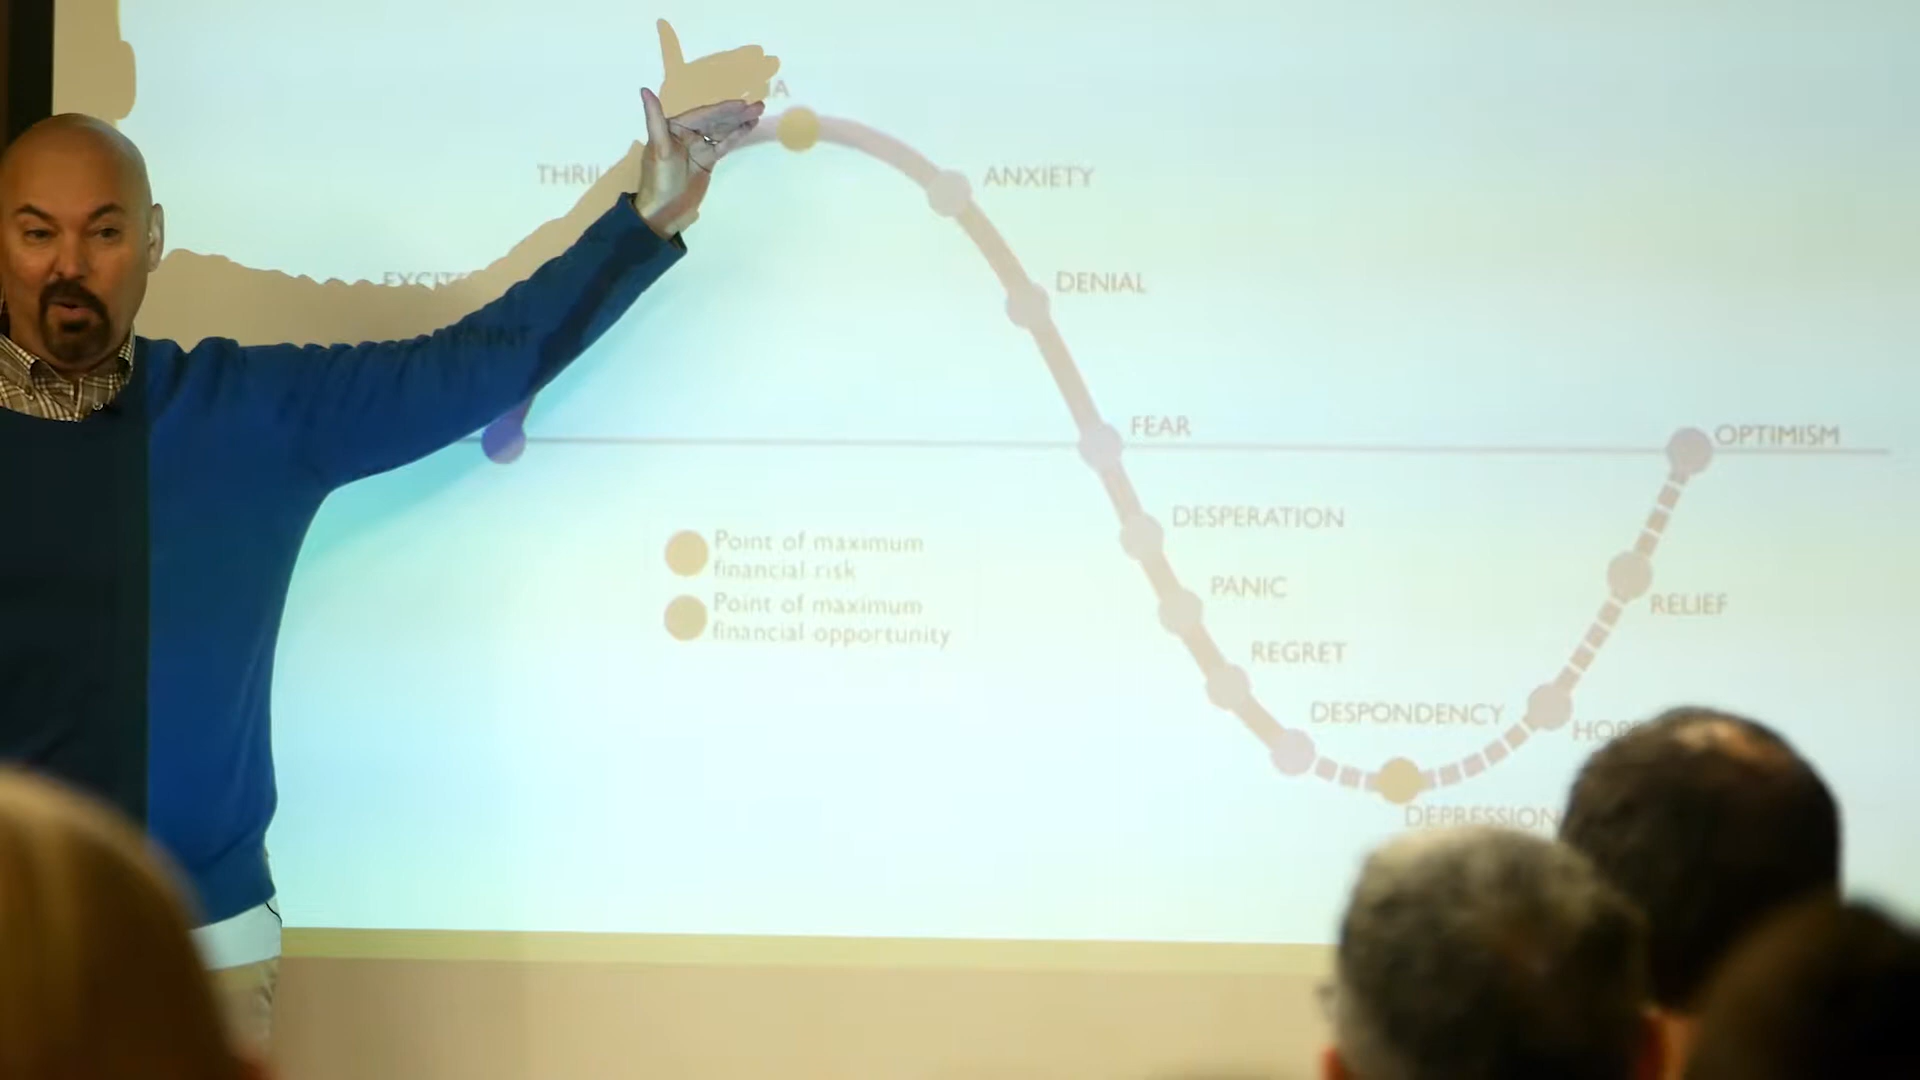 ANXIETY
DENIAL
FEAR
OPTIMISM
DESPERATION
Point of maximum
financial risk
PANIC
Point of maximum
financial opportunity
RELIEF
REGRET
DESPONDENCY
DEPRESSION